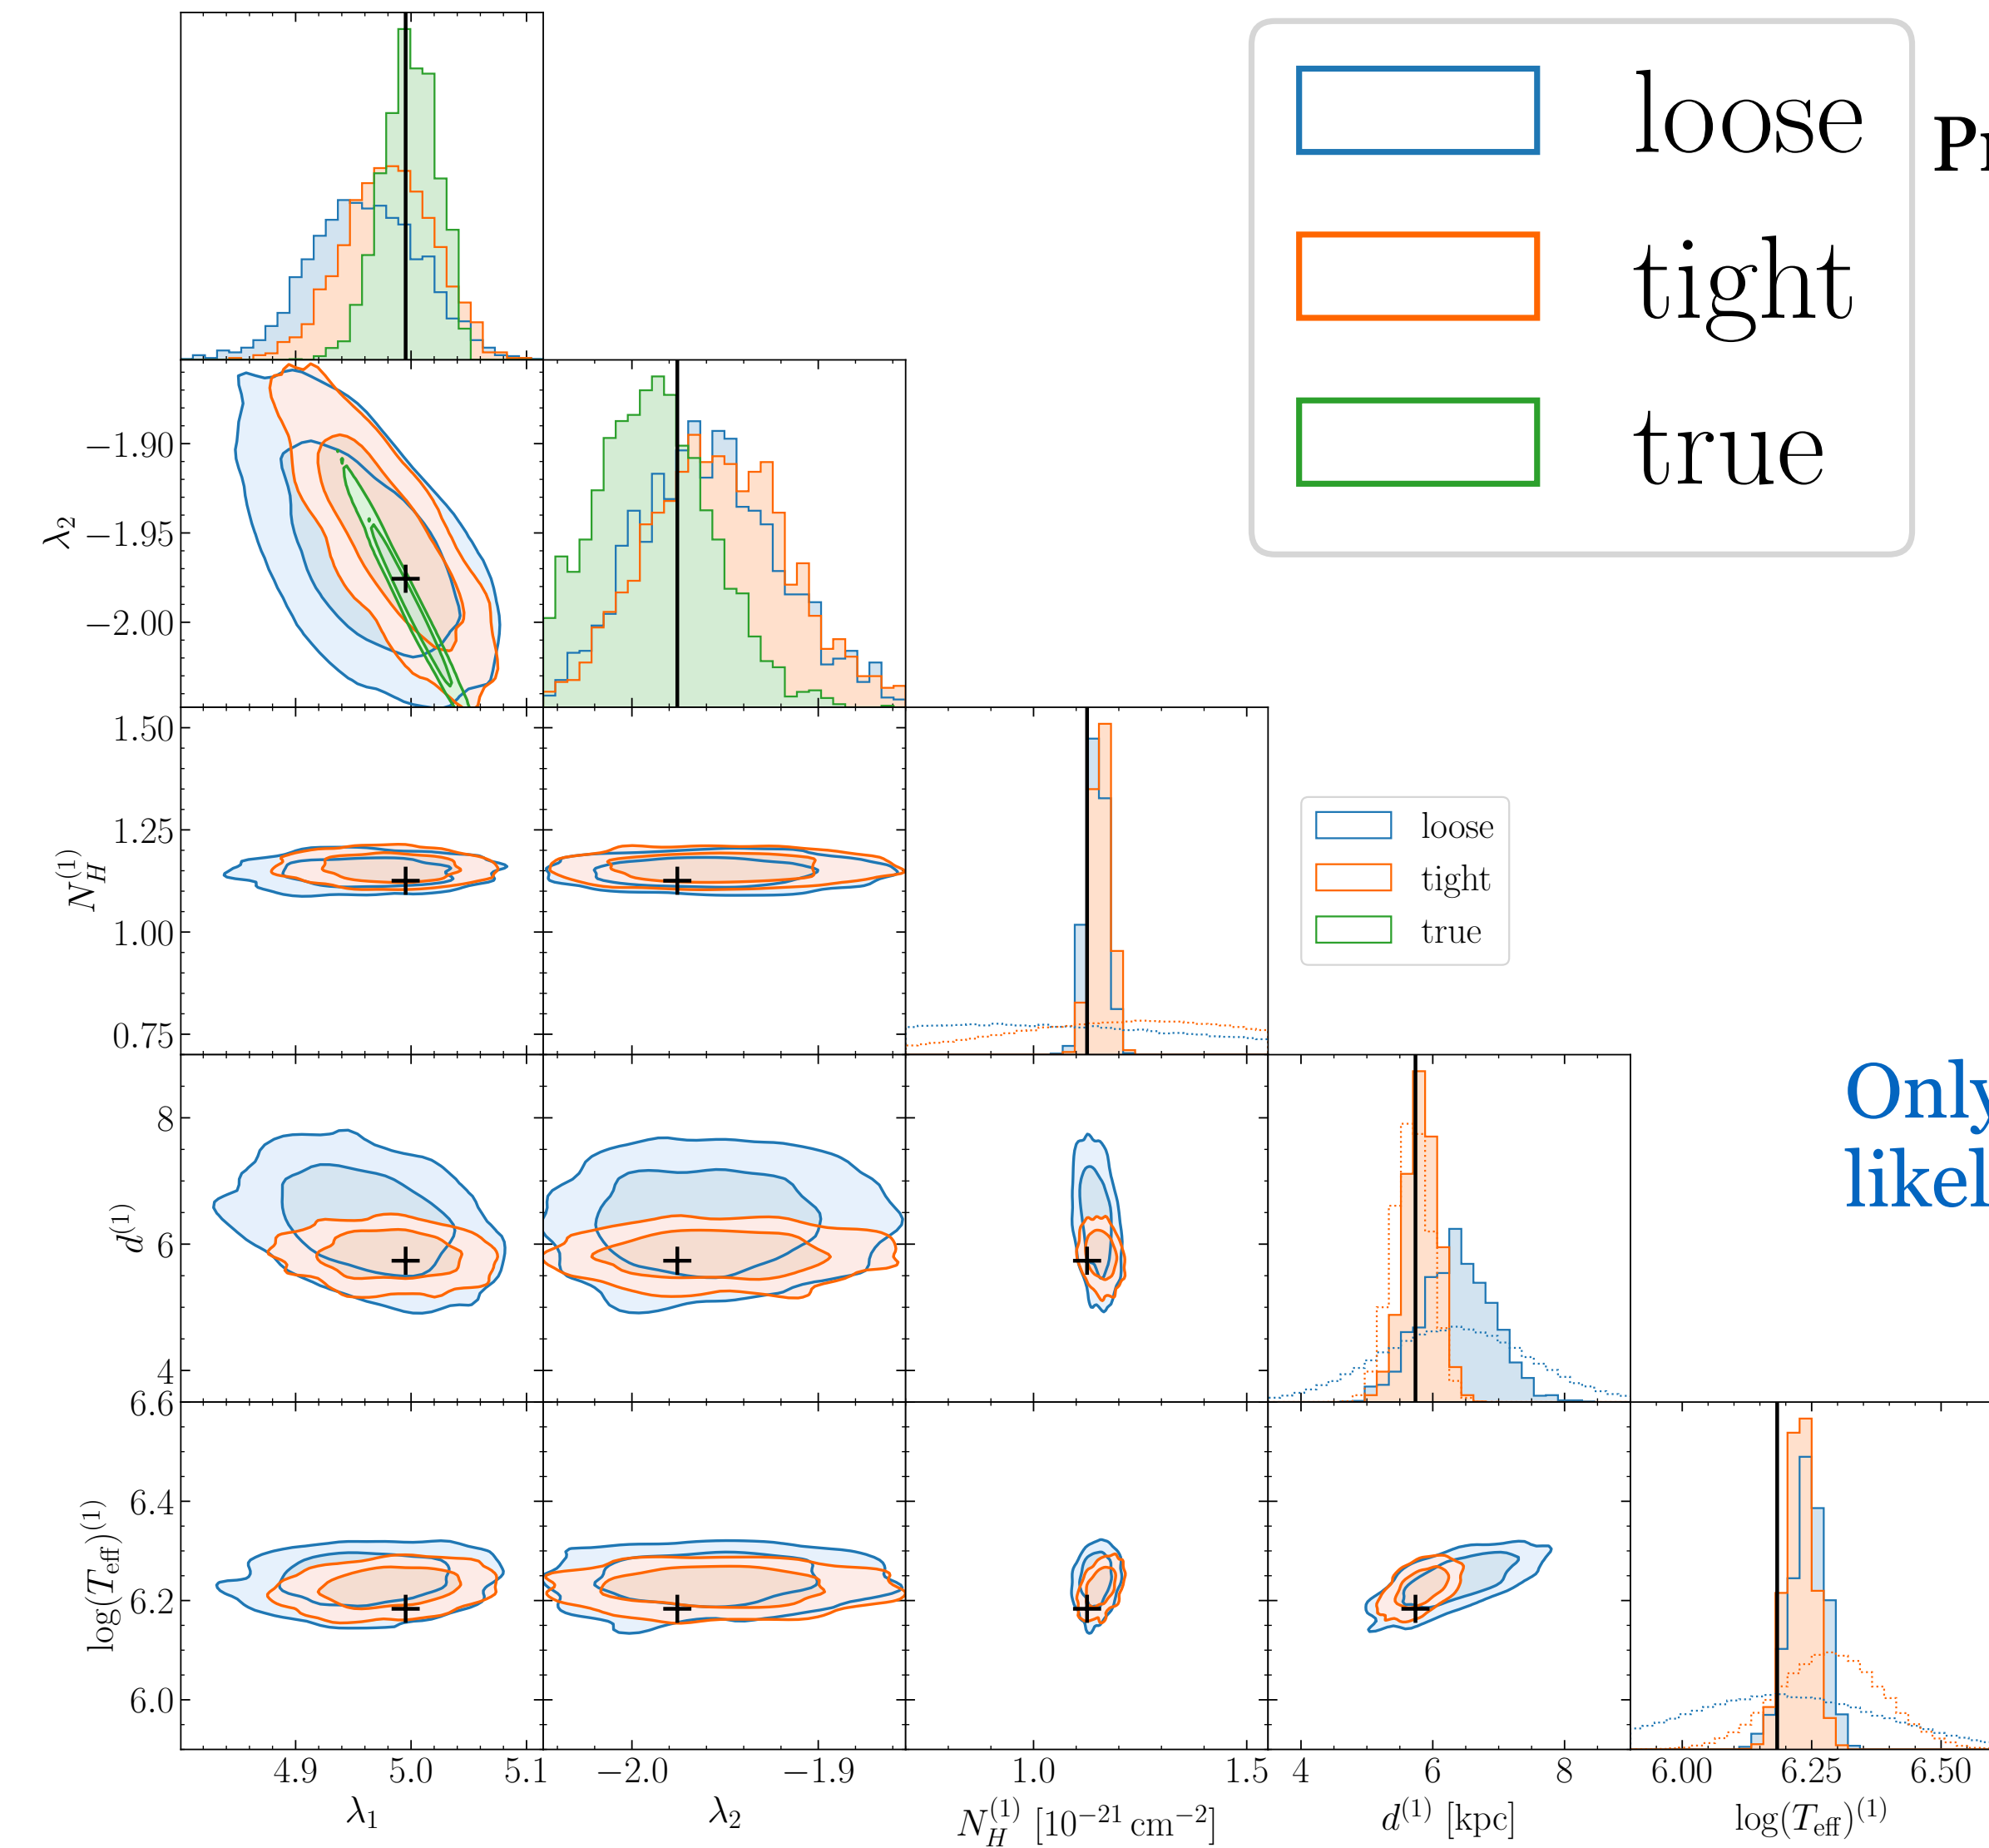 loose
tight
true
Pr
λ₂
−1.90
−1.95
−2.00
N_H^(1)
1.50
1.25
1.00
0.75
loose
tight
true
Only
likel
d^(1)
8
6
4
log(T_eff)^(1)
6.6
6.4
6.2
6.0
4.9 5.0 5.1 −2.0 −1.9 1.0 1.5 4 6 8 6.00 6.25 6.50
λ₁ λ₂ N_H^(1) [10⁻²¹ cm⁻²] d^(1) [kpc] log(T_eff)^(1)